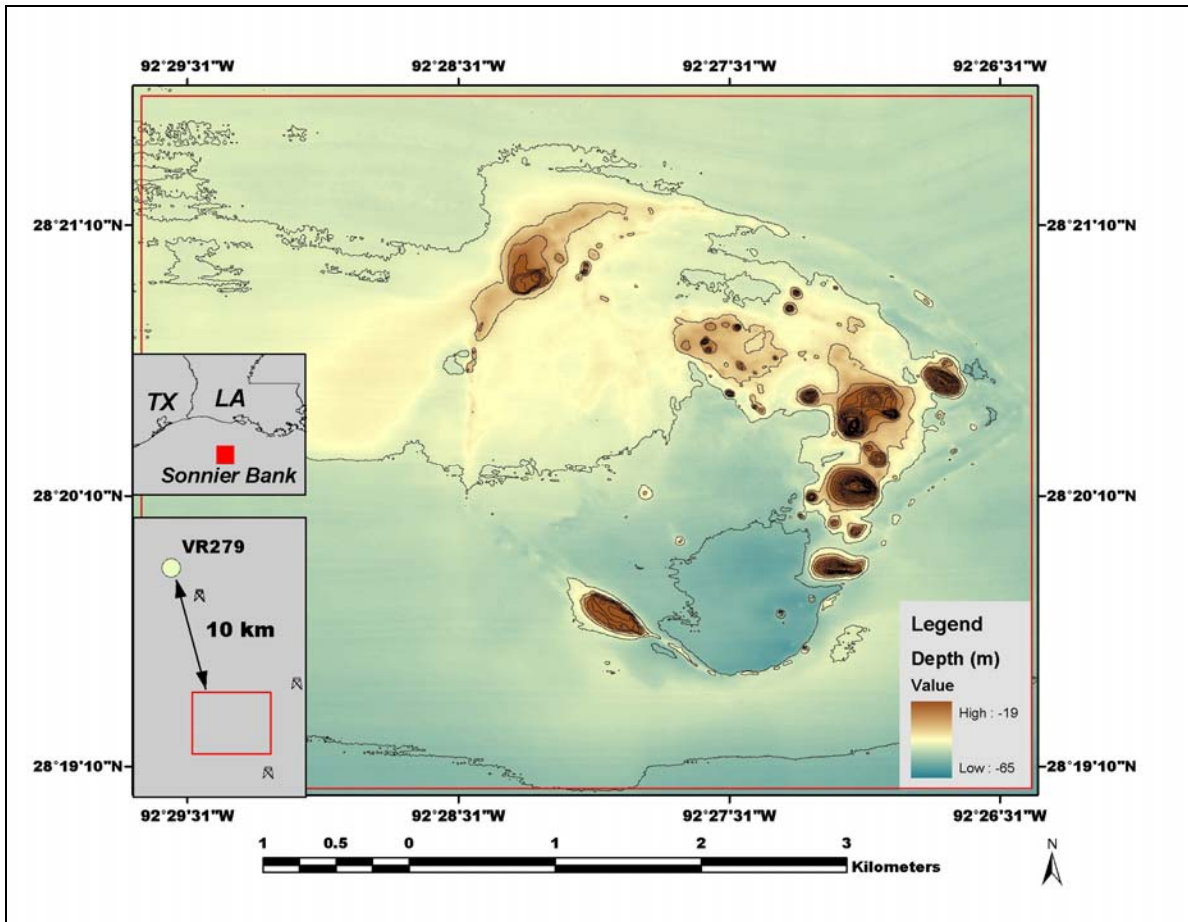 92°29'31"W 92°28'31"W 92°27'31"W 92°26'31"W
28°21'10"N 28°21'10"N
TX LA
Sonnier Bank
28°20'10"N 28°20'10"N
VR279
10 km
Legend
Depth (m)
Value
High : -19
Low : -65
28°19'10"N 28°19'10"N
92°29'31"W 92°28'31"W 92°27'31"W 92°26'31"W
1 0.5 0 1 2 3
Kilometers
N